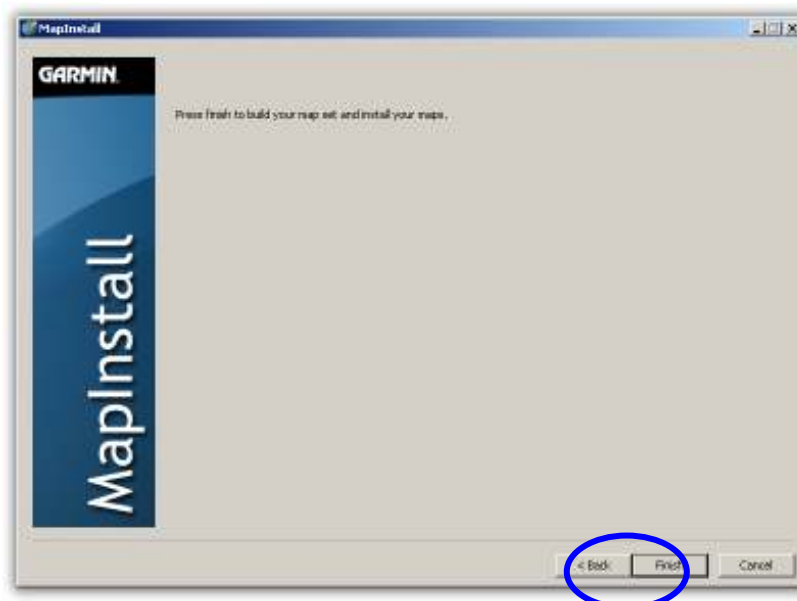 MapInstall
GARMIN
Press finish to build your map set and install your maps.
MapInstall
< Back Finish Cancel